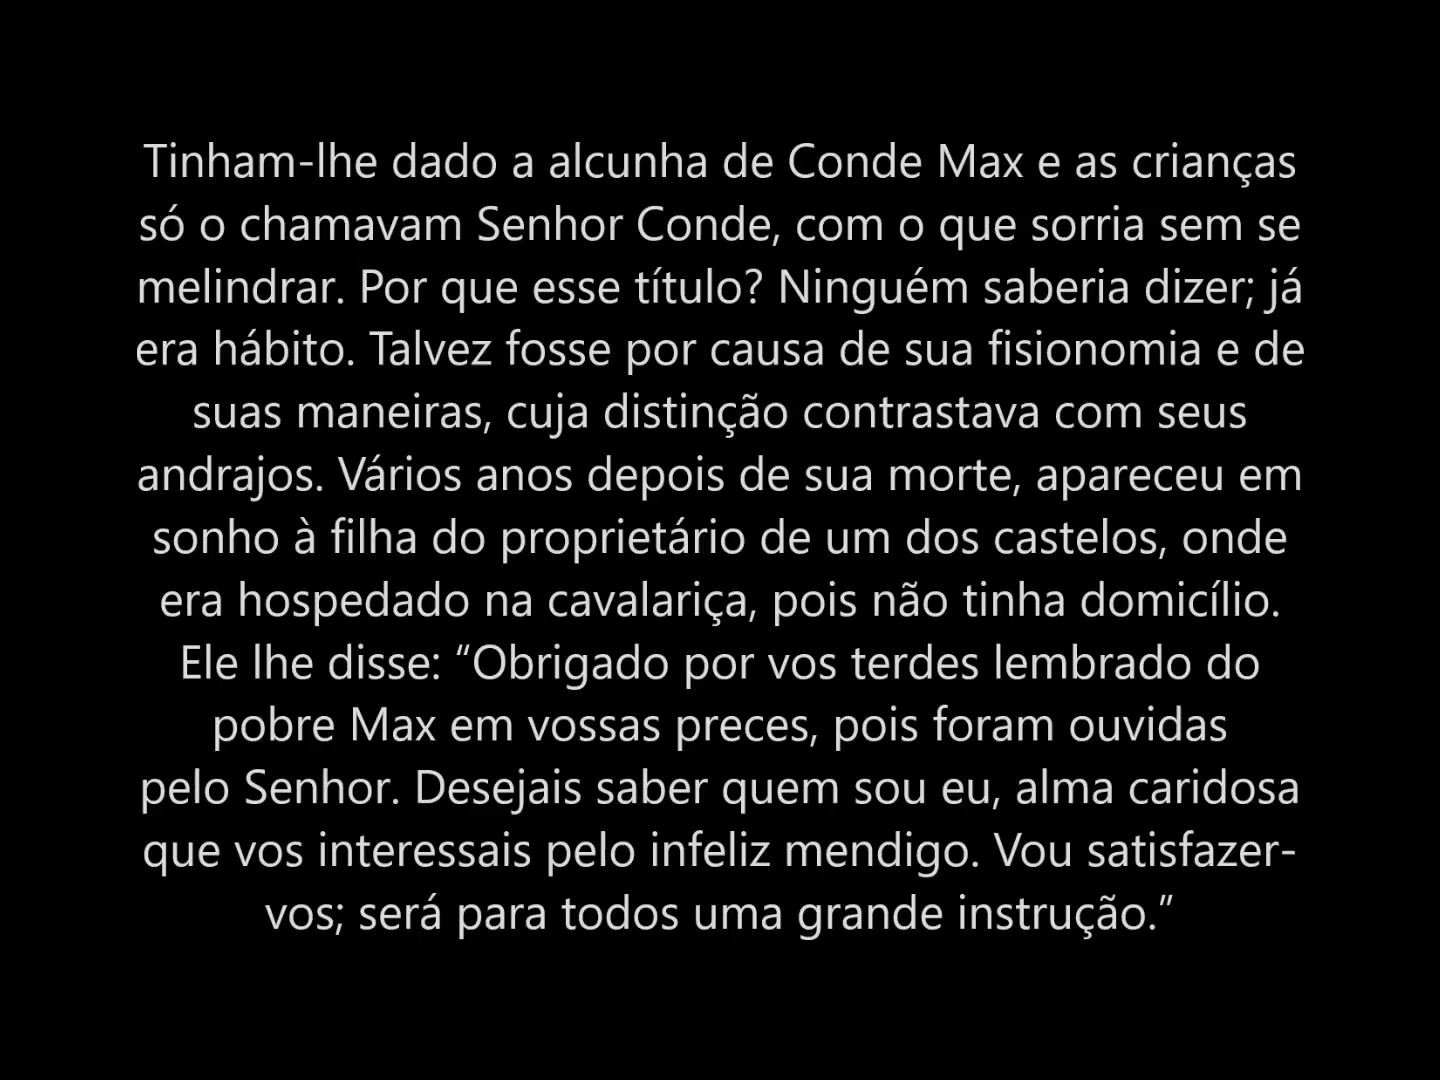 Tinham-lhe dado a alcunha de Conde Max e as crianças
só o chamavam Senhor Conde, com o que sorria sem se
melindrar. Por que esse título? Ninguém saberia dizer; já
era hábito. Talvez fosse por causa de sua fisionomia e de
suas maneiras, cuja distinção contrastava com seus
andrajos. Vários anos depois de sua morte, apareceu em
sonho à filha do proprietário de um dos castelos, onde
era hospedado na cavalariça, pois não tinha domicílio.
Ele lhe disse: “Obrigado por vos terdes lembrado do
pobre Max em vossas preces, pois foram ouvidas
pelo Senhor. Desejais saber quem sou eu, alma caridosa
que vos interessais pelo infeliz mendigo. Vou satisfazer-
vos; será para todos uma grande instrução.”